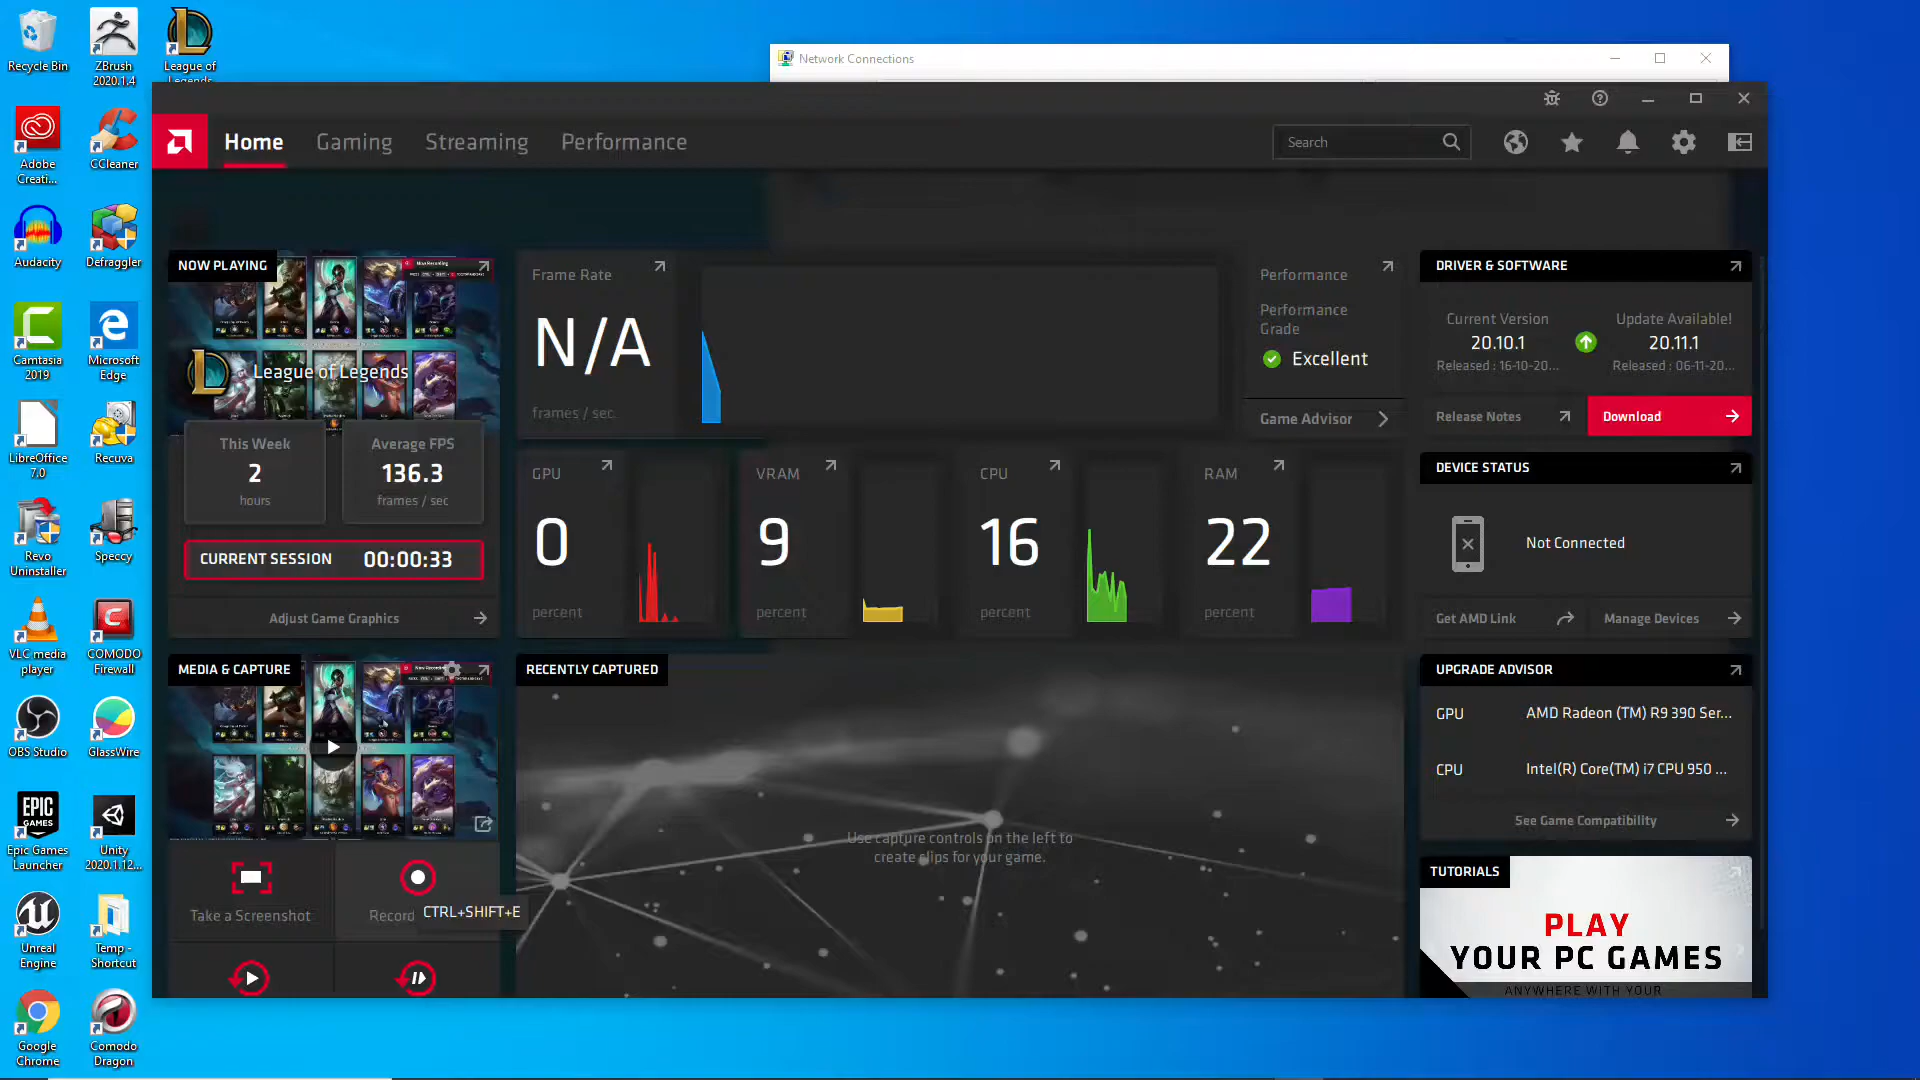 Recycle Bin
ZBrush
2020.1.4
League of
Legends
Adobe
Creati...
CCleaner
Audacity
Defraggler
Camtasia
2019
Microsoft
Edge
LibreOffice
7.0
Recuva
Revo
Uninstaller
Speccy
VLC media
player
COMODO
Firewall
OBS Studio
GlassWire
EPIC
GAMES
Epic Games
Launcher
Unity
2020.1.12...
Unreal
Engine
Temp -
Shortcut
Google
Chrome
Comodo
Dragon
Network Connections
Home
Gaming
Streaming
Performance
Search
NOW PLAYING
Now Recording
League of Legends
This Week
2
hours
Average FPS
136.3
frames / sec
CURRENT SESSION 00:00:33
Adjust Game Graphics
Frame Rate
N/A
frames / sec.
Performance
Performance
Grade
Excellent
Game Advisor
GPU
0
percent
VRAM
9
percent
CPU
16
percent
RAM
22
percent
DRIVER & SOFTWARE
Current Version
20.10.1
Released : 16-10-20...
Update Available!
20.11.1
Released : 06-11-20...
Release Notes
Download
DEVICE STATUS
Not Connected
Get AMD Link
Manage Devices
MEDIA & CAPTURE
Take a Screenshot
Record
CTRL+SHIFT+E
RECENTLY CAPTURED
Use capture controls on the left to
create clips for your game.
UPGRADE ADVISOR
GPU AMD Radeon (TM) R9 390 Ser...
CPU Intel(R) Core(TM) i7 CPU 950 ...
See Game Compatibility
TUTORIALS
PLAY
YOUR PC GAMES
ANYWHERE WITH YOUR